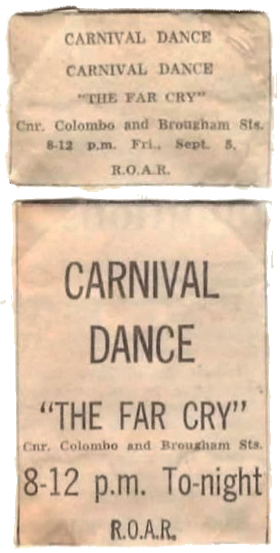 CARNIVAL DANCE
CARNIVAL DANCE
"THE FAR CRY"
Cnr. Colombo and Brougham Sts.
8-12 p.m. Fri., Sept. 5.
R.O.A.R.
CARNIVAL
DANCE
"THE FAR CRY"
Cnr. Colombo and Brougham Sts.
8-12 p.m. To-night
R.O.A.R.